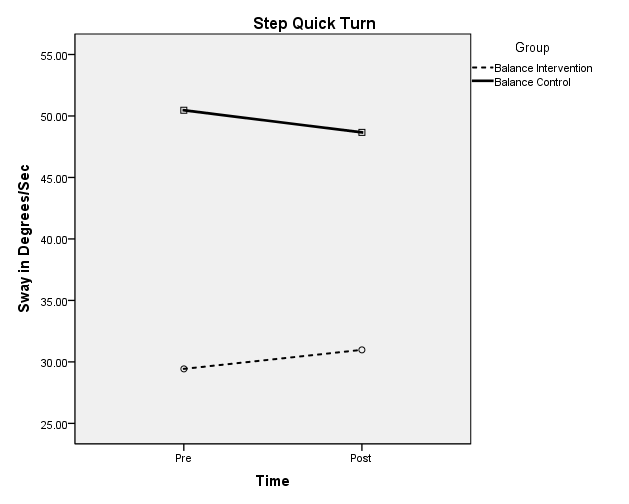 Step Quick Turn
Group
Balance Intervention
Balance Control
Sway in Degrees/Sec
55.00
50.00
45.00
40.00
35.00
30.00
25.00
Pre
Post
Time